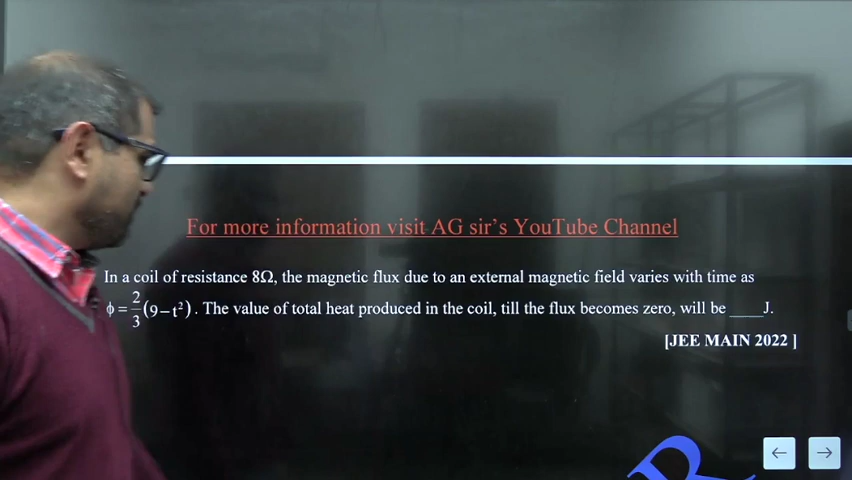 For more information visit AG sir's YouTube Channel
In a coil of resistance 8Ω, the magnetic flux due to an external magnetic field varies with time as
ϕ = 2/3 (9 – t²). The value of total heat produced in the coil, till the flux becomes zero, will be ____J.
[JEE MAIN 2022 ]